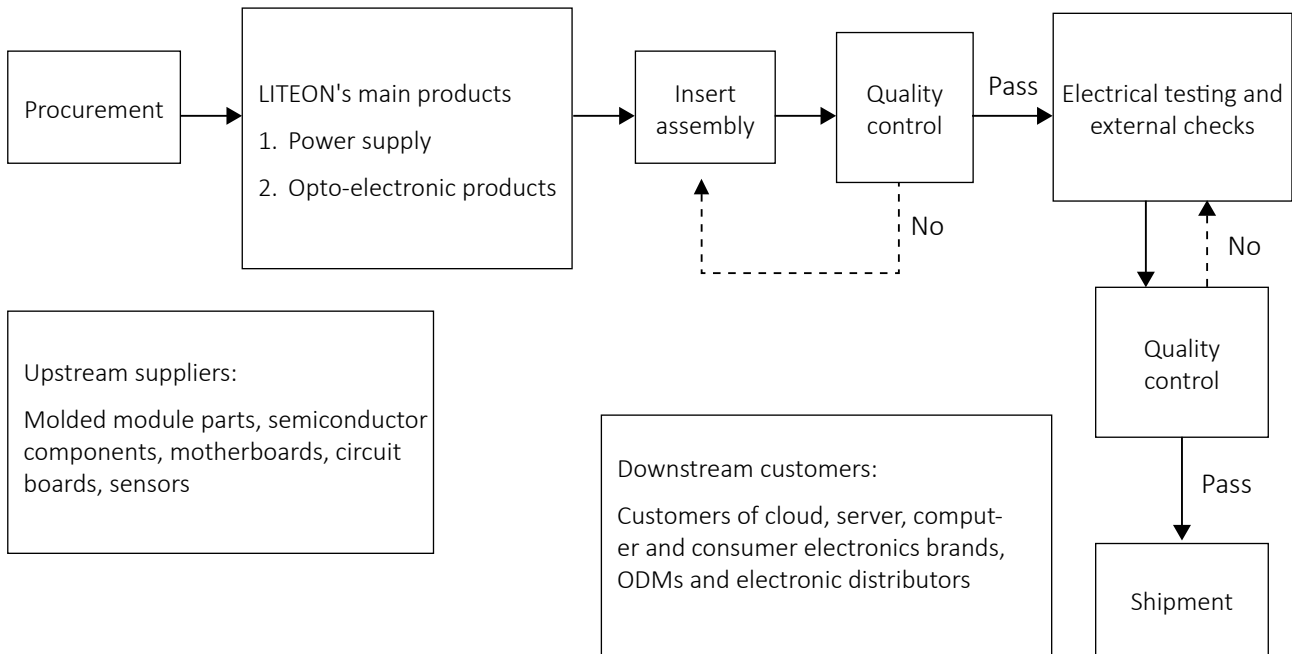 Procurement
LITEON's main products
1. Power supply
2. Opto-electronic products
Insert
assembly
Quality
control
Pass
Electrical testing and
external checks
No
No
Quality
control
Pass
Shipment
Upstream suppliers:
Molded module parts, semiconductor
components, motherboards, circuit
boards, sensors
Downstream customers:
Customers of cloud, server, comput-
er and consumer electronics brands,
ODMs and electronic distributors